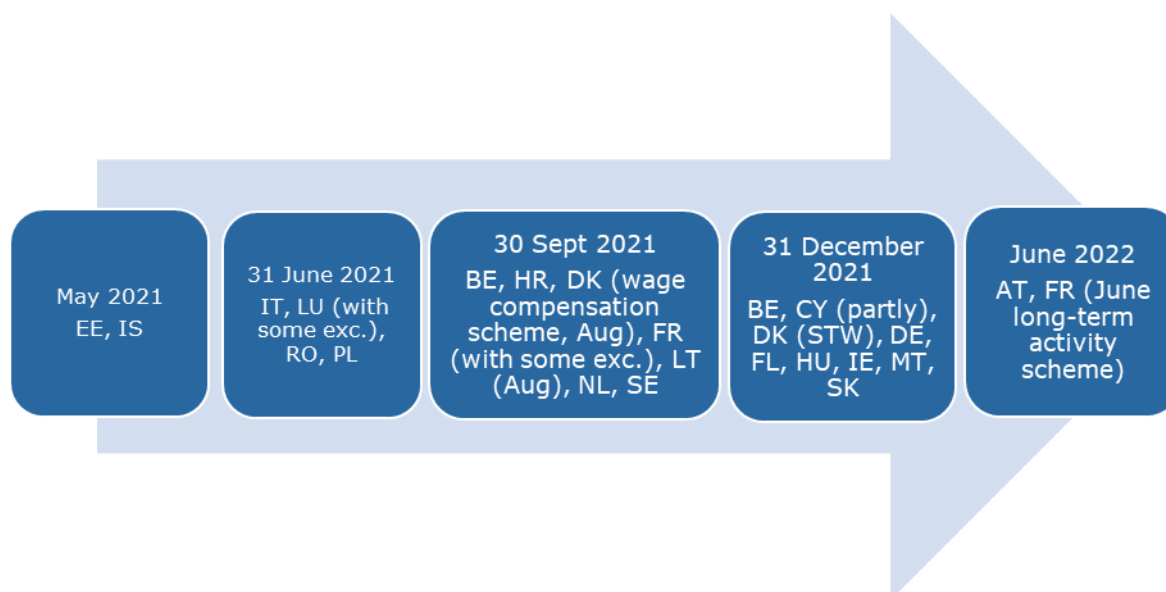 May 2021
EE, IS
31 June 2021
IT, LU (with
some exc.),
RO, PL
30 Sept 2021
BE, HR, DK (wage
compensation
scheme, Aug), FR
(with some exc.), LT
(Aug), NL, SE
31 December
2021
BE, CY (partly),
DK (STW), DE,
FL, HU, IE, MT,
SK
June 2022
AT, FR (June
long-term
activity
scheme)